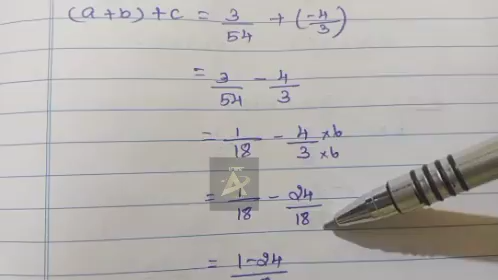 (a+b)+c = 3/54 + (-4/3)
= 3/54 - 4/3
= 1/18 - 4/3 ×6 ×6
= 1/18 - 24/18
= 1-24